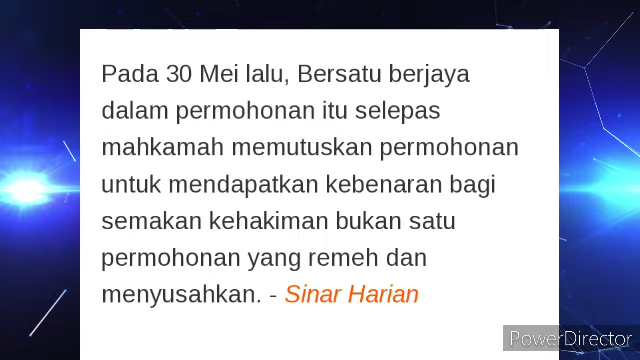 Pada 30 Mei lalu, Bersatu berjaya
dalam permohonan itu selepas
mahkamah memutuskan permohonan
untuk mendapatkan kebenaran bagi
semakan kehakiman bukan satu
permohonan yang remeh dan
menyusahkan. - Sinar Harian
PowerDirector